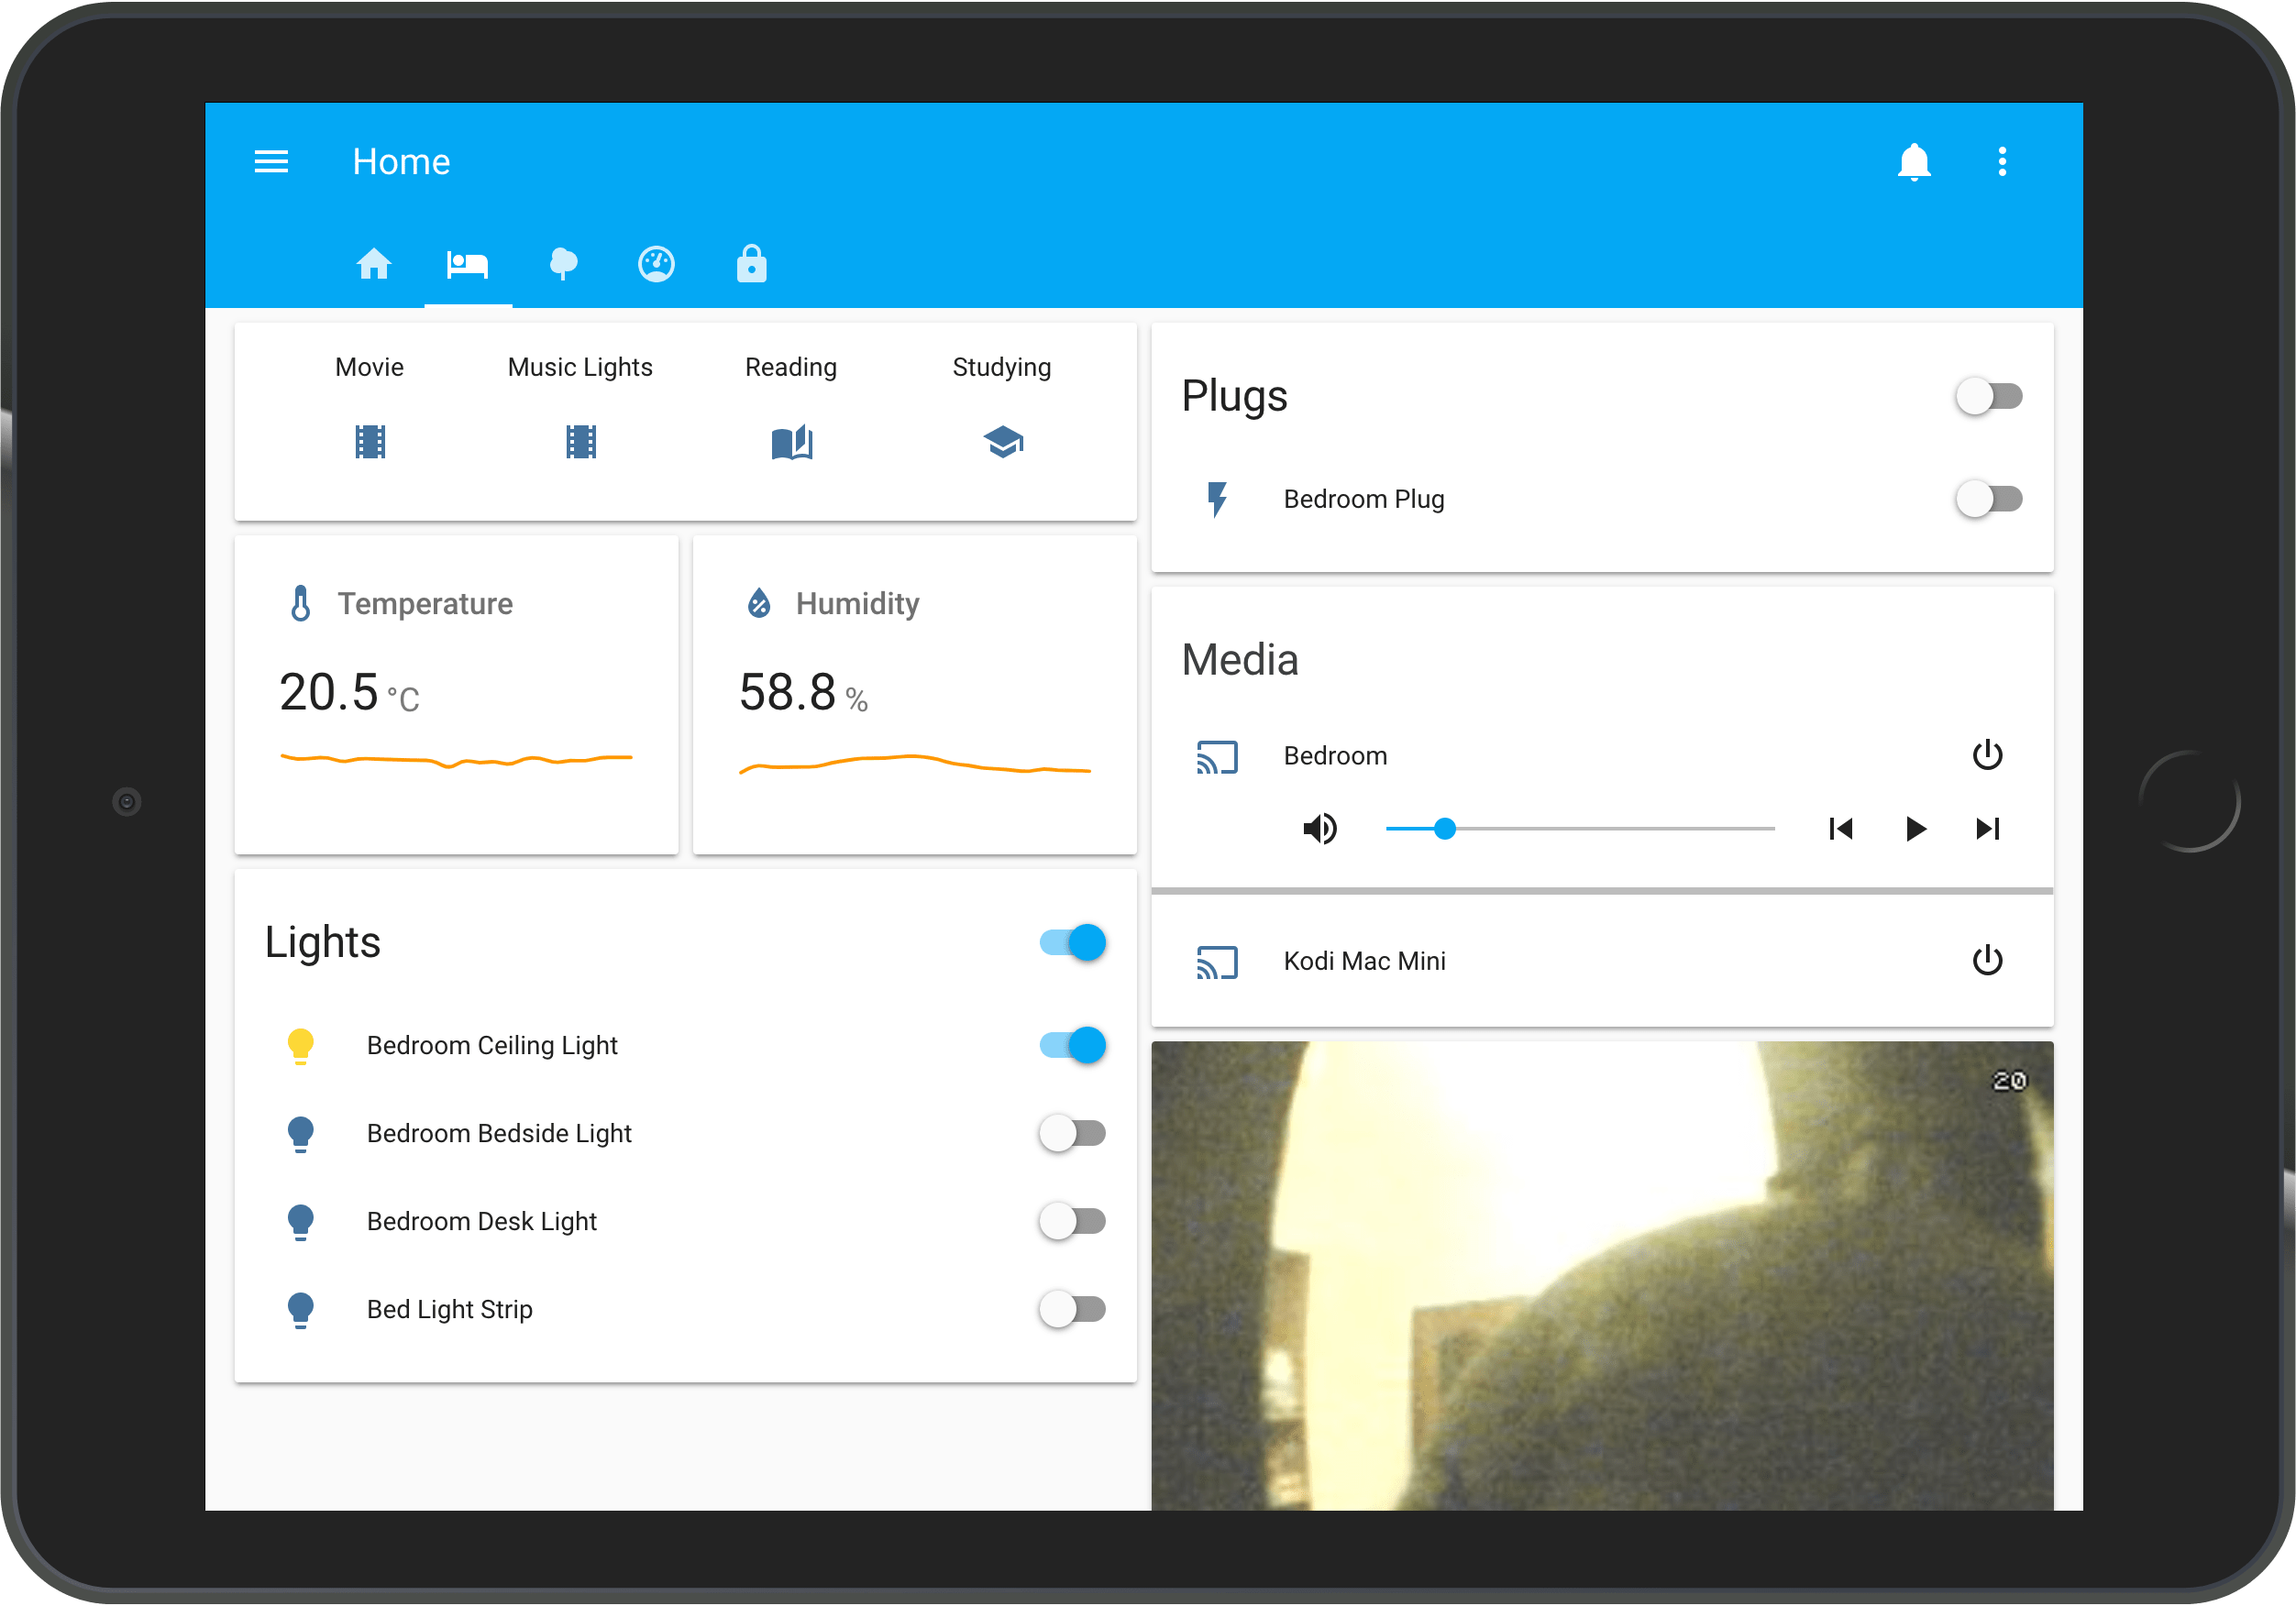 Home
Movie
Music Lights
Reading
Studying
Temperature
20.5 °C
Humidity
58.8 %
Lights
Bedroom Ceiling Light
Bedroom Bedside Light
Bedroom Desk Light
Bed Light Strip
Plugs
Bedroom Plug
Media
Bedroom
Kodi Mac Mini
20